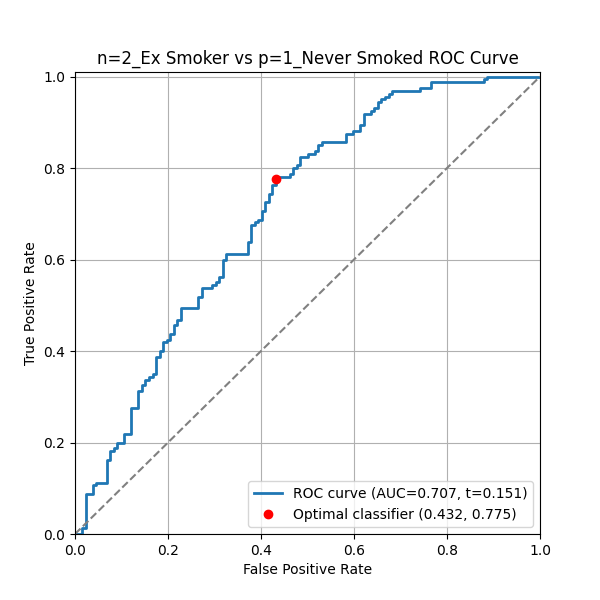 n=2_Ex Smoker vs p=1_Never Smoked ROC Curve
True Positive Rate
1.0
0.8
0.6
0.4
0.2
0.0
0.0 0.2 0.4 0.6 0.8 1.0
False Positive Rate
ROC curve (AUC=0.707, t=0.151)
Optimal classifier (0.432, 0.775)